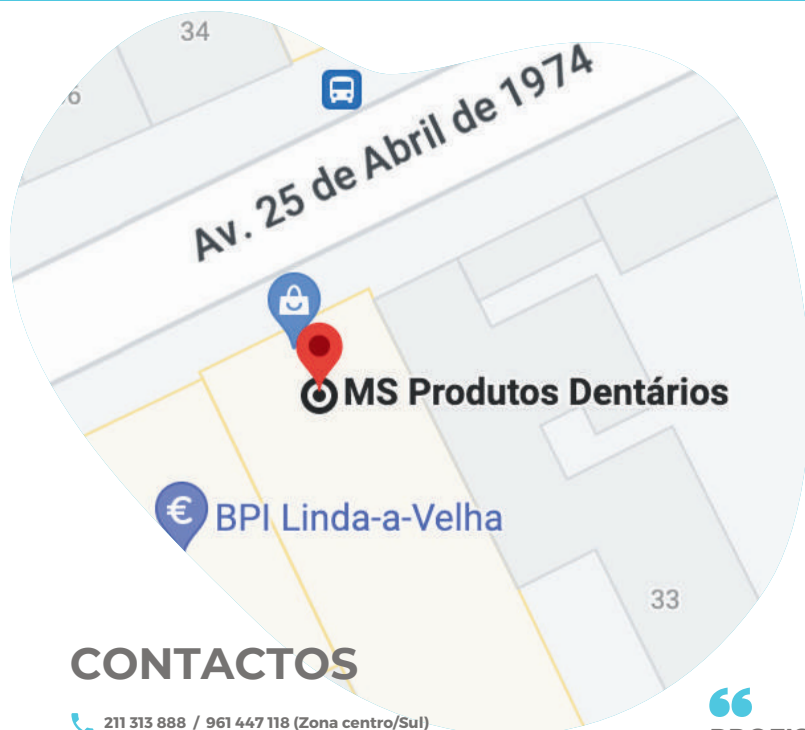 34
Av. 25 de Abril de 1974
MS Produtos Dentários
€ BPI Linda-a-Velha
33
CONTACTOS
211 313 888 / 961 447 118 (Zona centro/Sul)
“